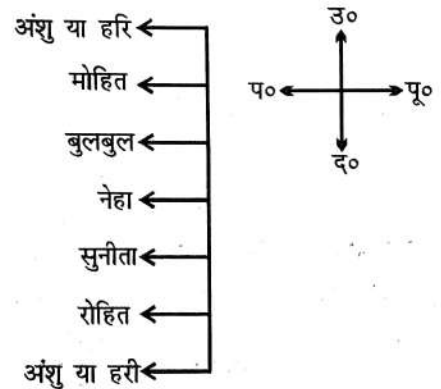 अंशु या हरि
मोहित
बुलबुल
नेहा
सुनीता
रोहित
अंशु या हरी
उ०
प०
पू०
द०